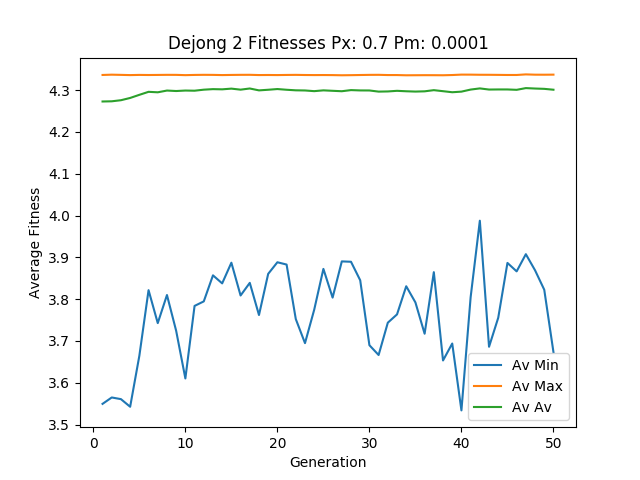 Dejong 2 Fitnesses Px: 0.7 Pm: 0.0001
4.3
4.2
4.1
4.0
3.9
3.8
3.7
3.6
3.5
Average Fitness
Av Min
Av Max
Av Av
0 10 20 30 40 50
Generation